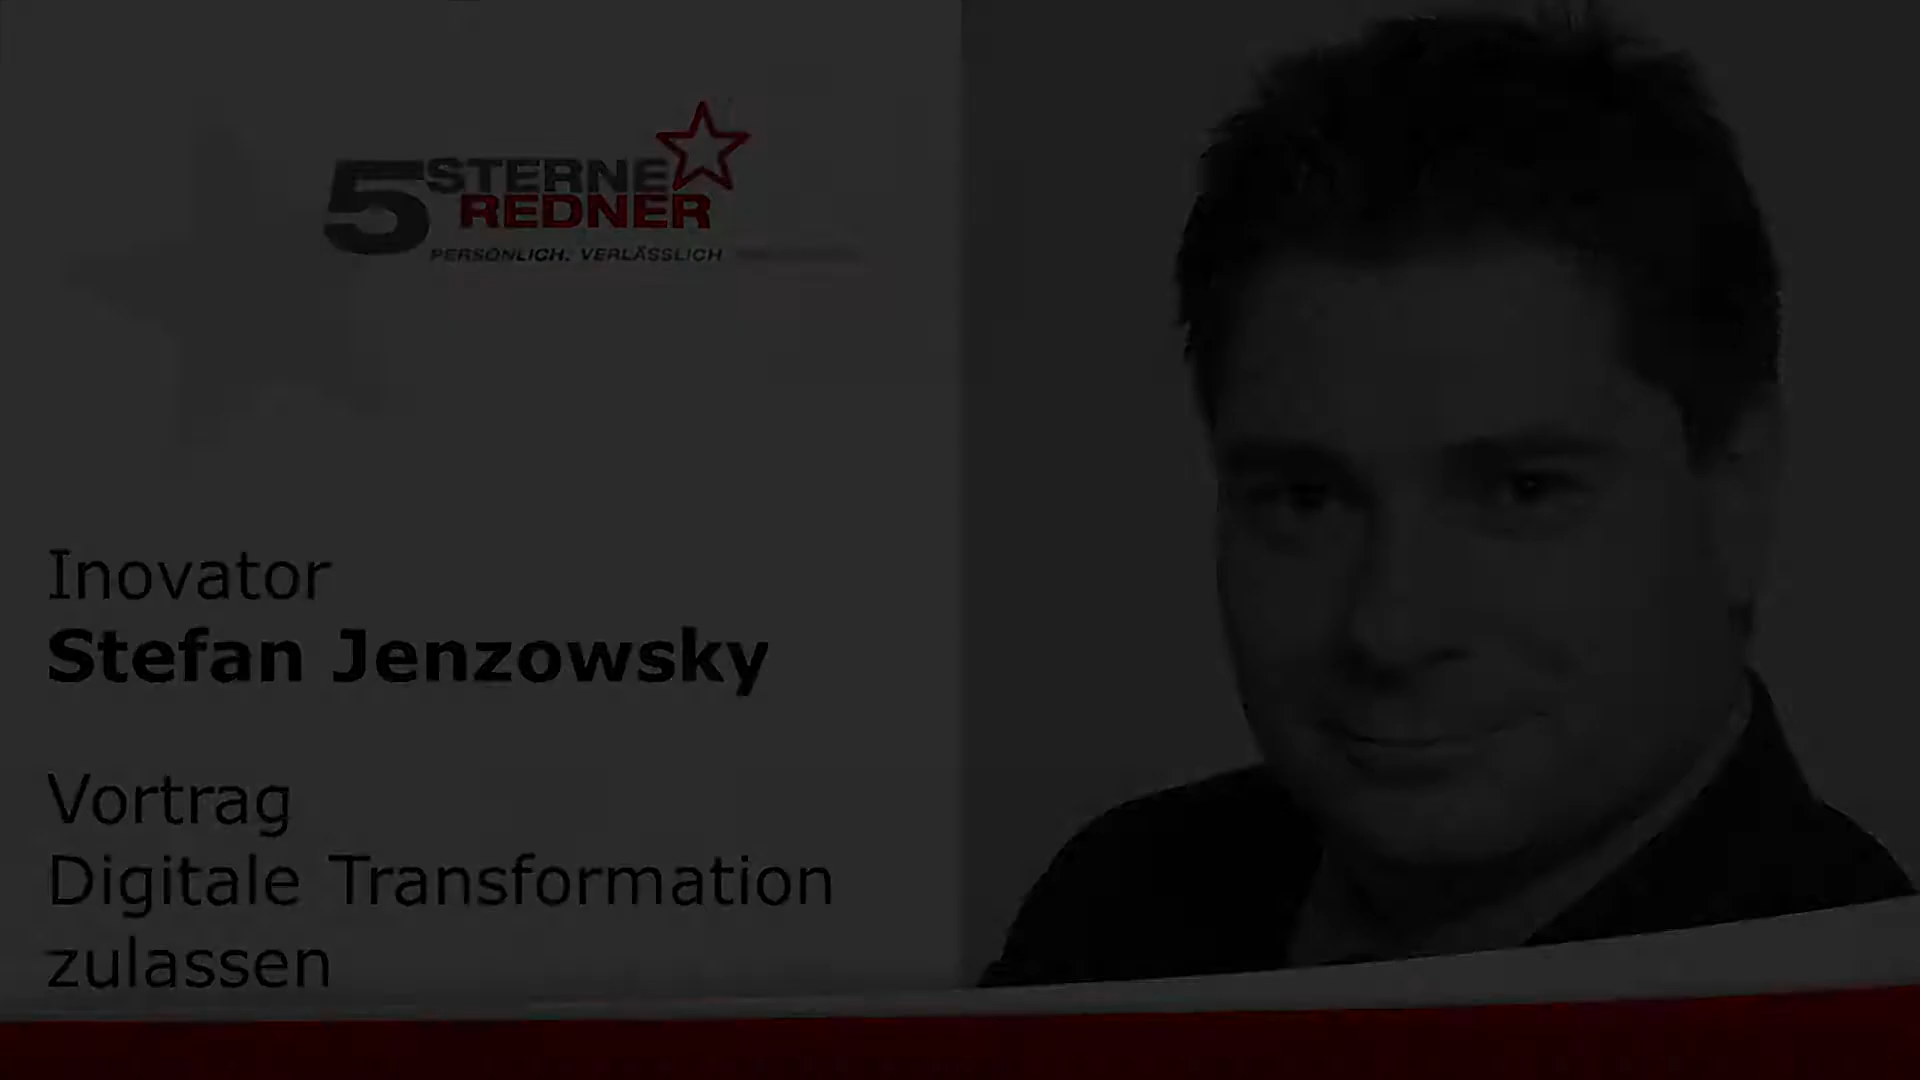 5 STERNE
REDNER
PERSÖNLICH. VERLÄSSLICH
Inovator
Stefan Jenzowsky
Vortrag
Digitale Transformation
zulassen